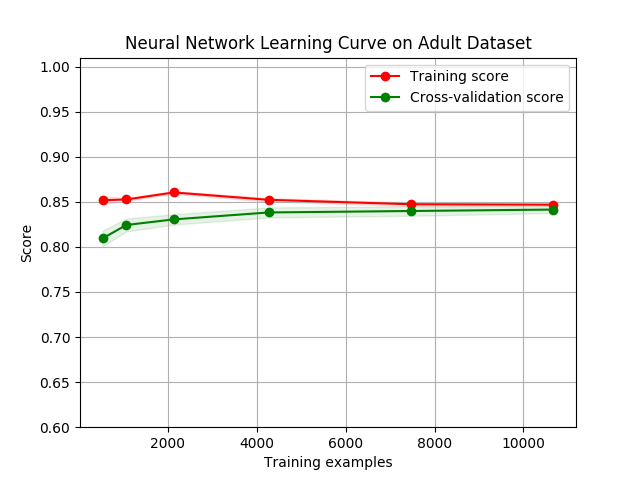 Neural Network Learning Curve on Adult Dataset
Training score
Cross-validation score
1.00
0.95
0.90
0.85
0.80
0.75
0.70
0.65
0.60
Score
2000 4000 6000 8000 10000
Training examples